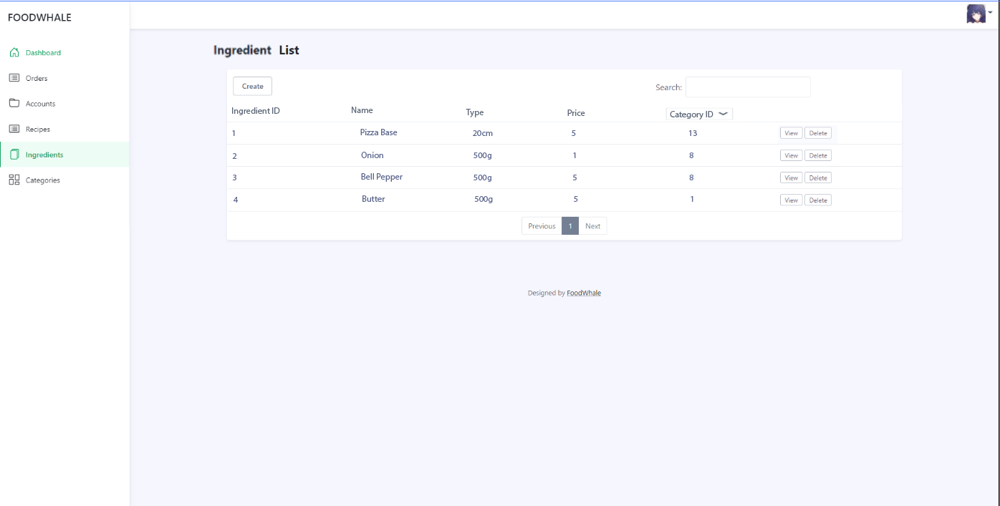 FOODWHALE
Dashboard
Orders
Accounts
Recipes
Ingredients
Categories
Ingredient List
Create
Search:
Ingredient ID Name Type Price Category ID
1 Pizza Base 20cm 5 13 View Delete
2 Onion 500g 1 8 View Delete
3 Bell Pepper 500g 5 8 View Delete
4 Butter 500g 5 1 View Delete
Previous 1 Next
Designed by FoodWhale